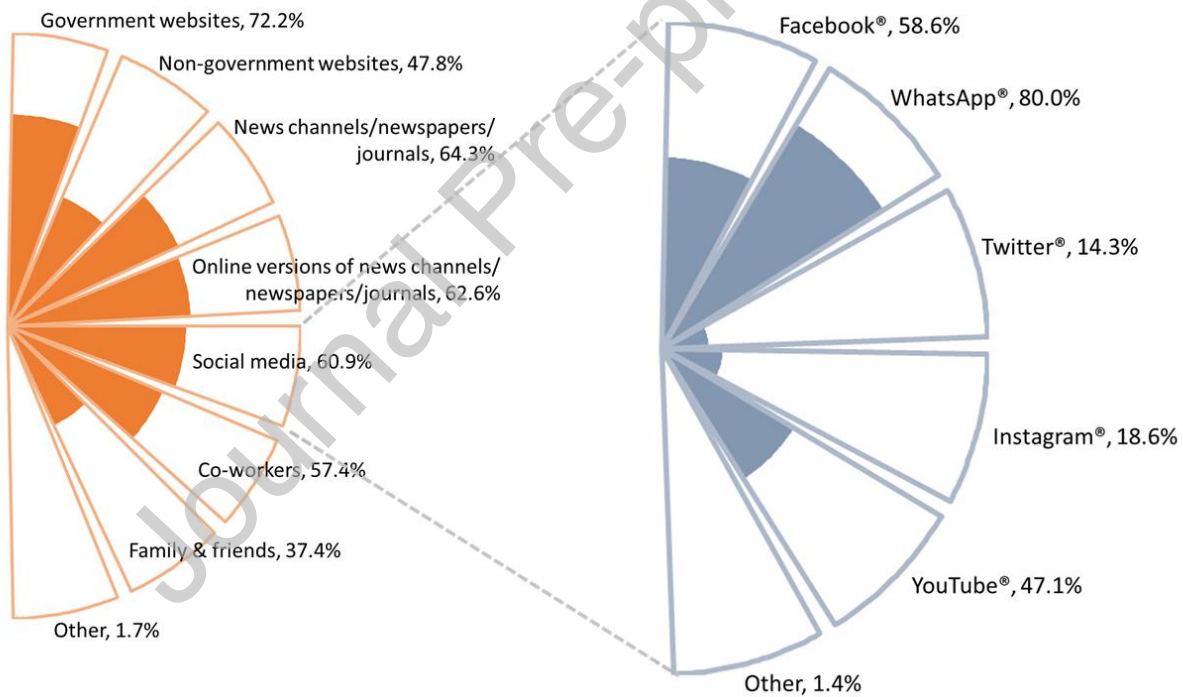 Government websites, 72.2%
Non-government websites, 47.8%
News channels/newspapers/
journals, 64.3%
Online versions of news channels/
newspapers/journals, 62.6%
Social media, 60.9%
Co-workers, 57.4%
Family & friends, 37.4%
Other, 1.7%
Facebook®, 58.6%
WhatsApp®, 80.0%
Twitter®, 14.3%
Instagram®, 18.6%
YouTube®, 47.1%
Other, 1.4%
Journal Pre-p